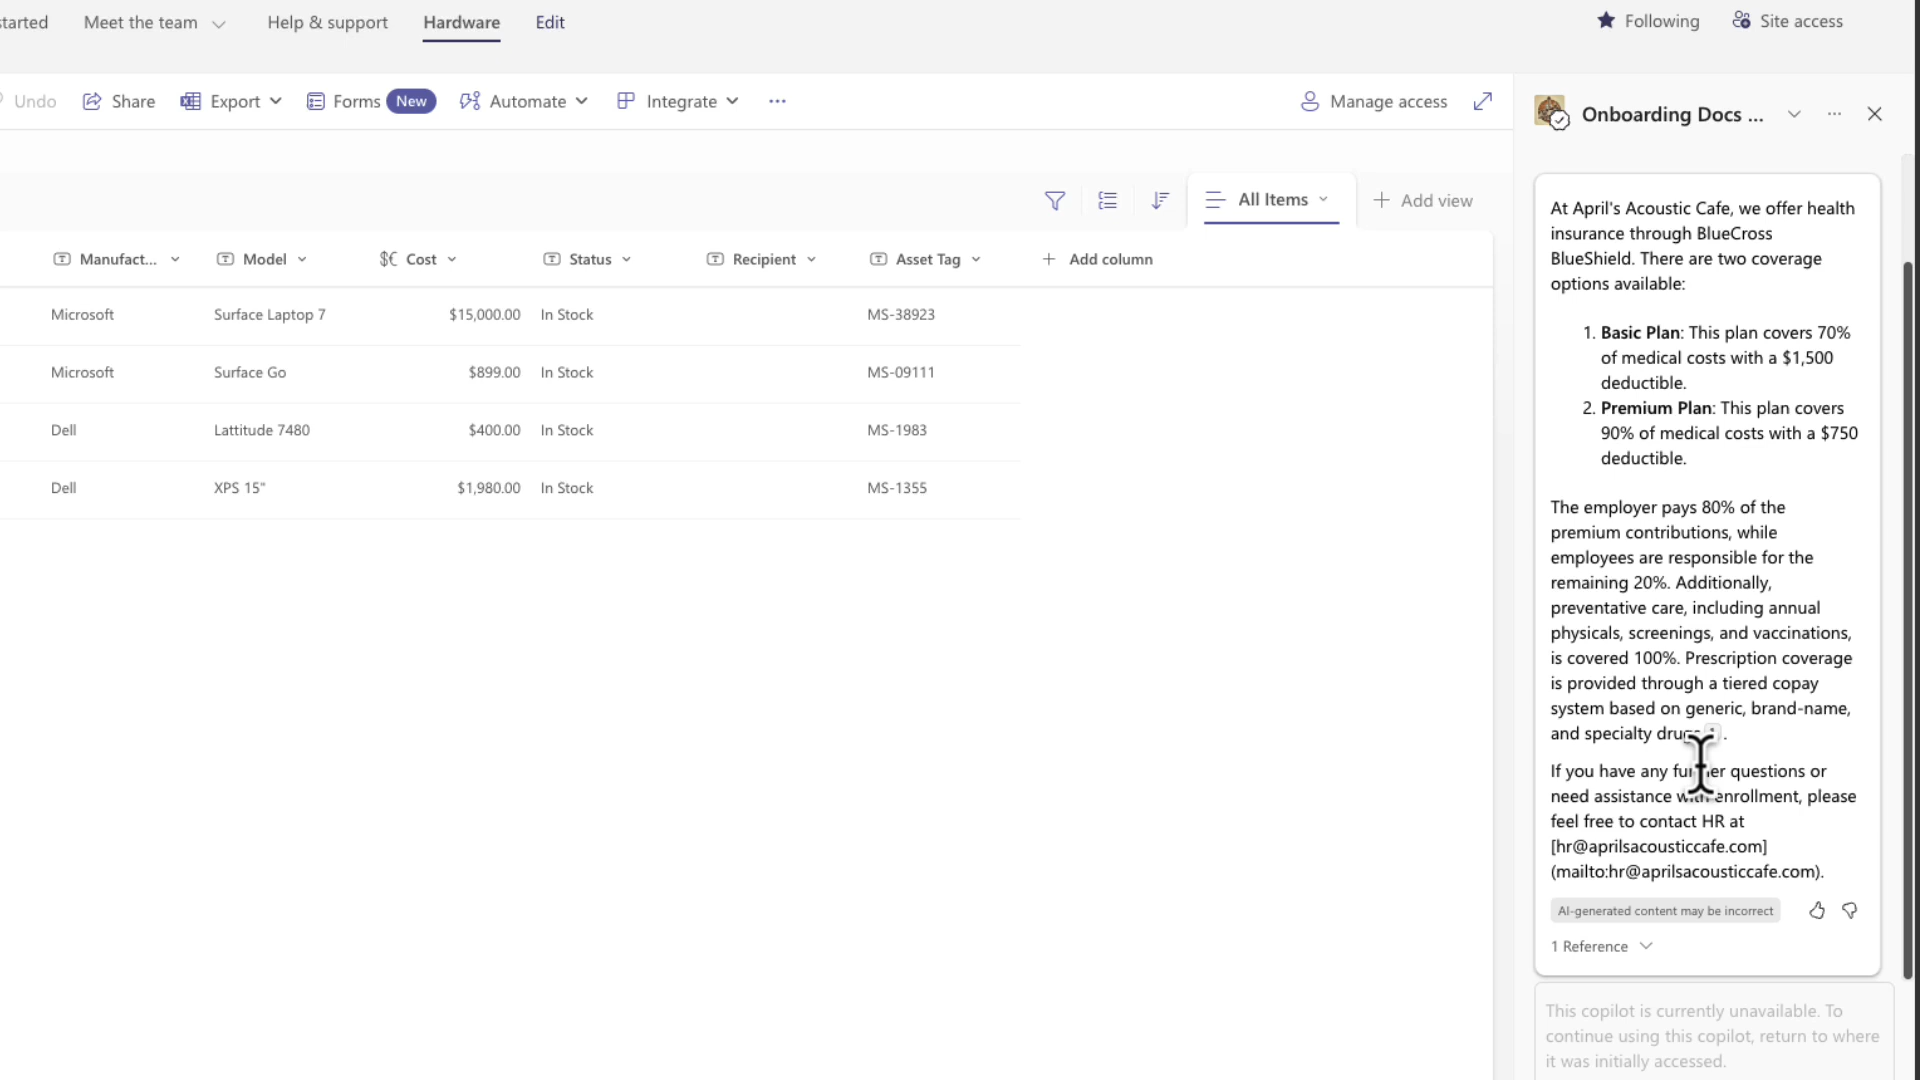 started Meet the team Help & support Hardware Edit Following Site access
Undo Share Export Forms New Automate Integrate ... Manage access
All Items Add view
Manufact... Model Cost Status Recipient Asset Tag Add column
Microsoft Surface Laptop 7 $15,000.00 In Stock MS-38923
Microsoft Surface Go $899.00 In Stock MS-09111
Dell Lattitude 7480 $400.00 In Stock MS-1983
Dell XPS 15" $1,980.00 In Stock MS-1355
Onboarding Docs ...
At April's Acoustic Cafe, we offer health
insurance through BlueCross
BlueShield. There are two coverage
options available:
1. Basic Plan: This plan covers 70%
of medical costs with a $1,500
deductible.
2. Premium Plan: This plan covers
90% of medical costs with a $750
deductible.
The employer pays 80% of the
premium contributions, while
employees are responsible for the
remaining 20%. Additionally,
preventative care, including annual
physicals, screenings, and vaccinations,
is covered 100%. Prescription coverage
is provided through a tiered copay
system based on generic, brand-name,
and specialty drugs 1 .
If you have any further questions or
need assistance with enrollment, please
feel free to contact HR at
[hr@aprilsacousticcafe.com]
(mailto:hr@aprilsacousticcafe.com).
AI-generated content may be incorrect
1 Reference
This copilot is currently unavailable. To
continue using this copilot, return to where
it was initially accessed.